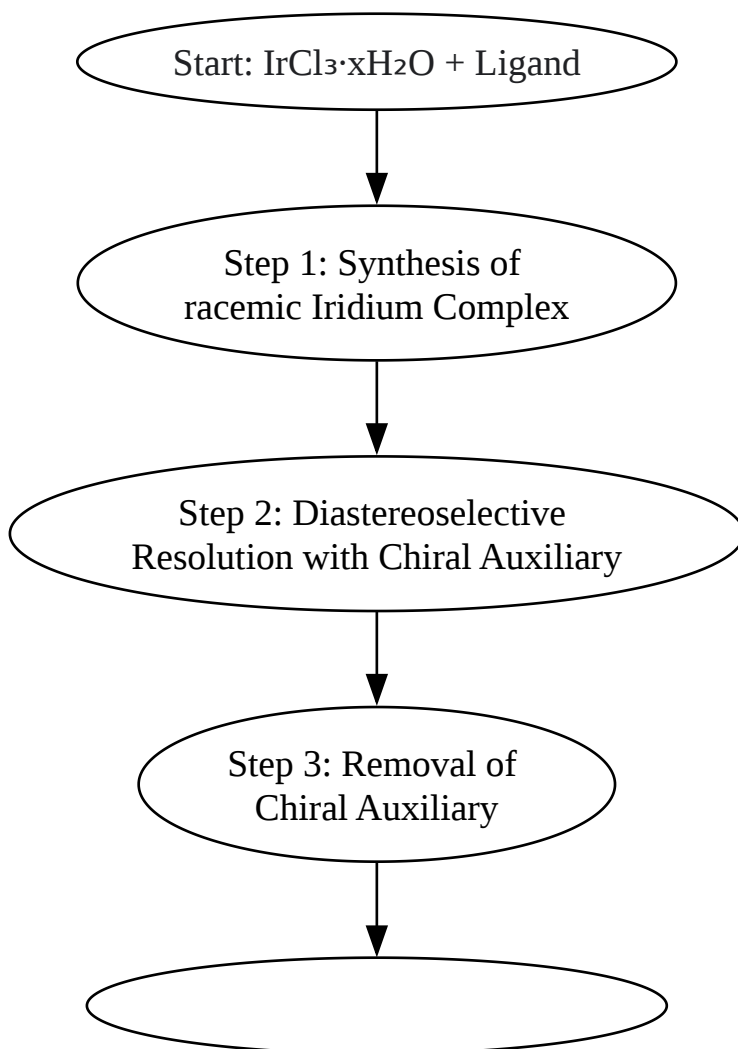 Start: IrCl₃·xH₂O + Ligand
Step 1: Synthesis of
racemic Iridium Complex
Step 2: Diastereoselective
Resolution with Chiral Auxiliary
Step 3: Removal of
Chiral Auxiliary